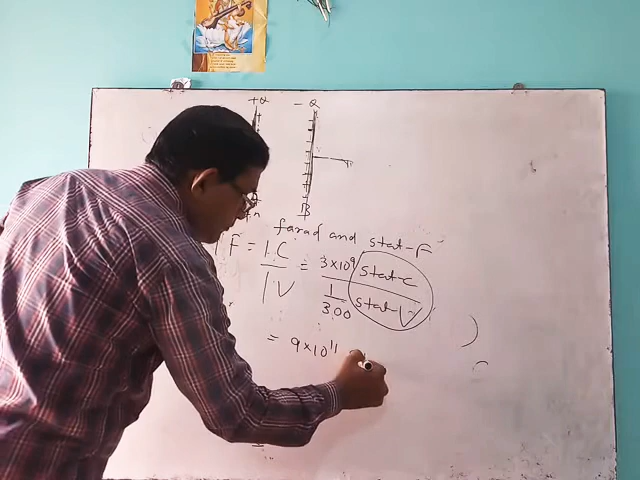 +Q - Q
B
farad and stat-F
1 F = 1 C / 1 V = 3×10⁹ stat-C / 1/300 stat-V
= 9×10¹¹